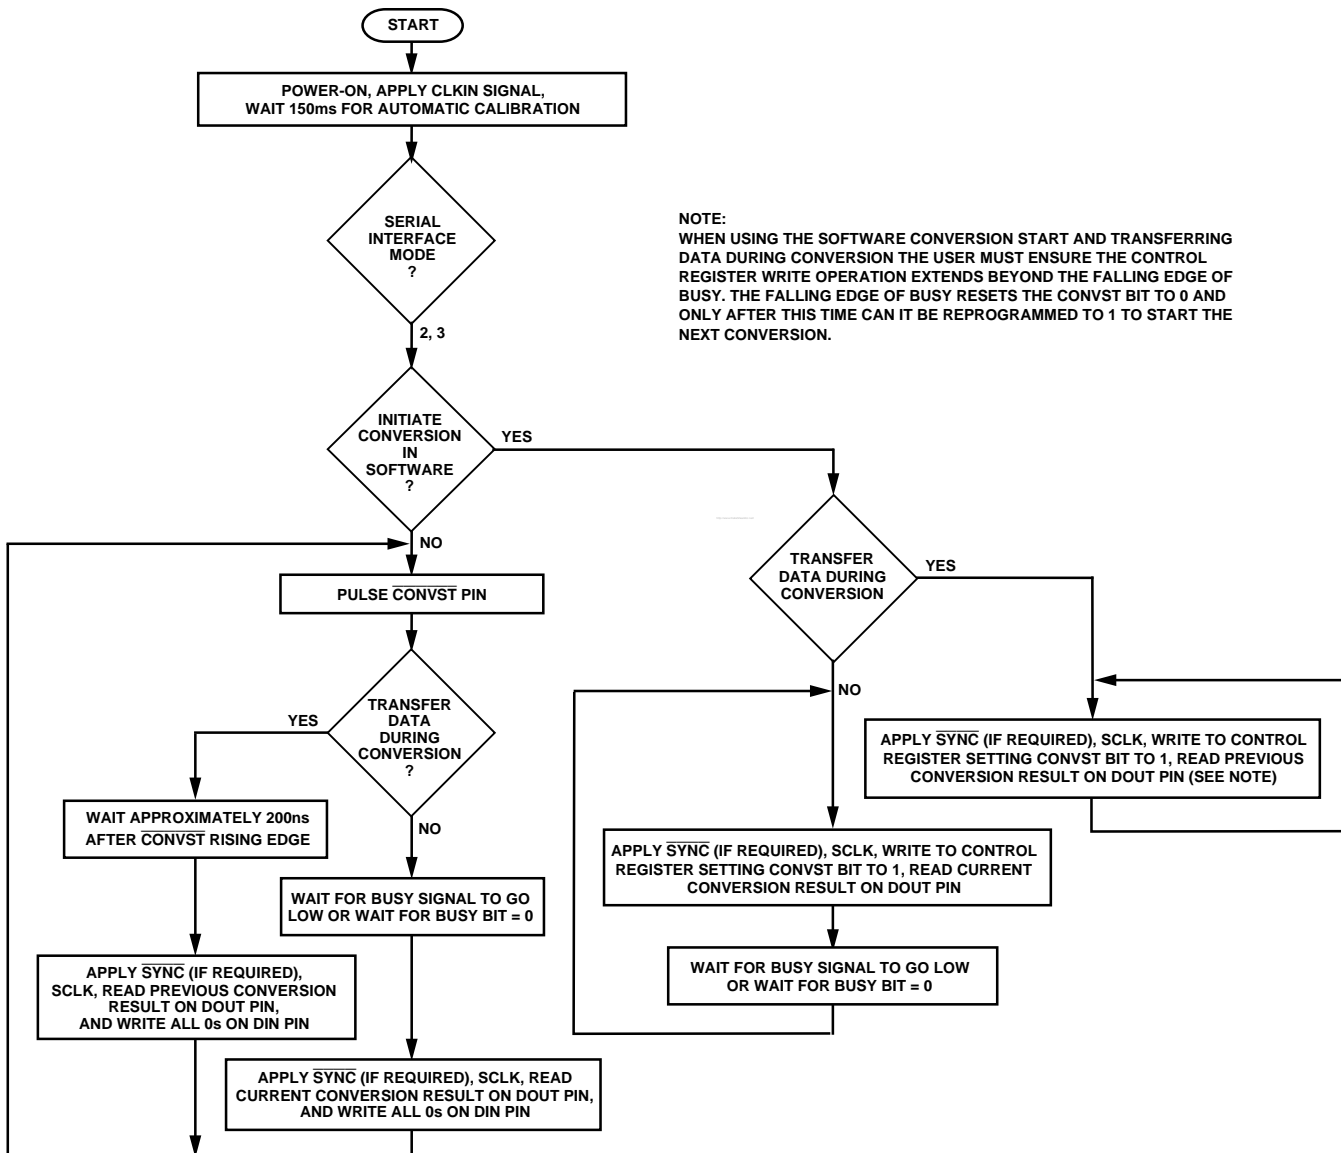 START
POWER-ON, APPLY CLKIN SIGNAL,
WAIT 150ms FOR AUTOMATIC CALIBRATION
SERIAL
INTERFACE
MODE
?
2, 3
NOTE:
WHEN USING THE SOFTWARE CONVERSION START AND TRANSFERRING
DATA DURING CONVERSION THE USER MUST ENSURE THE CONTROL
REGISTER WRITE OPERATION EXTENDS BEYOND THE FALLING EDGE OF
BUSY. THE FALLING EDGE OF BUSY RESETS THE CONVST BIT TO 0 AND
ONLY AFTER THIS TIME CAN IT BE REPROGRAMMED TO 1 TO START THE
NEXT CONVERSION.
INITIATE
CONVERSION
IN
SOFTWARE
?
YES
NO
PULSE CONVST PIN
TRANSFER
DATA
DURING
CONVERSION
?
YES
NO
WAIT APPROXIMATELY 200ns
AFTER CONVST RISING EDGE
APPLY SYNC (IF REQUIRED),
SCLK, READ PREVIOUS CONVERSION
RESULT ON DOUT PIN,
AND WRITE ALL 0s ON DIN PIN
WAIT FOR BUSY SIGNAL TO GO
LOW OR WAIT FOR BUSY BIT = 0
APPLY SYNC (IF REQUIRED), SCLK, READ
CURRENT CONVERSION RESULT ON DOUT PIN,
AND WRITE ALL 0s ON DIN PIN
TRANSFER
DATA DURING
CONVERSION
YES
NO
APPLY SYNC (IF REQUIRED), SCLK, WRITE TO CONTROL
REGISTER SETTING CONVST BIT TO 1, READ PREVIOUS
CONVERSION RESULT ON DOUT PIN (SEE NOTE)
APPLY SYNC (IF REQUIRED), SCLK, WRITE TO CONTROL
REGISTER SETTING CONVST BIT TO 1, READ CURRENT
CONVERSION RESULT ON DOUT PIN
WAIT FOR BUSY SIGNAL TO GO LOW
OR WAIT FOR BUSY BIT = 0